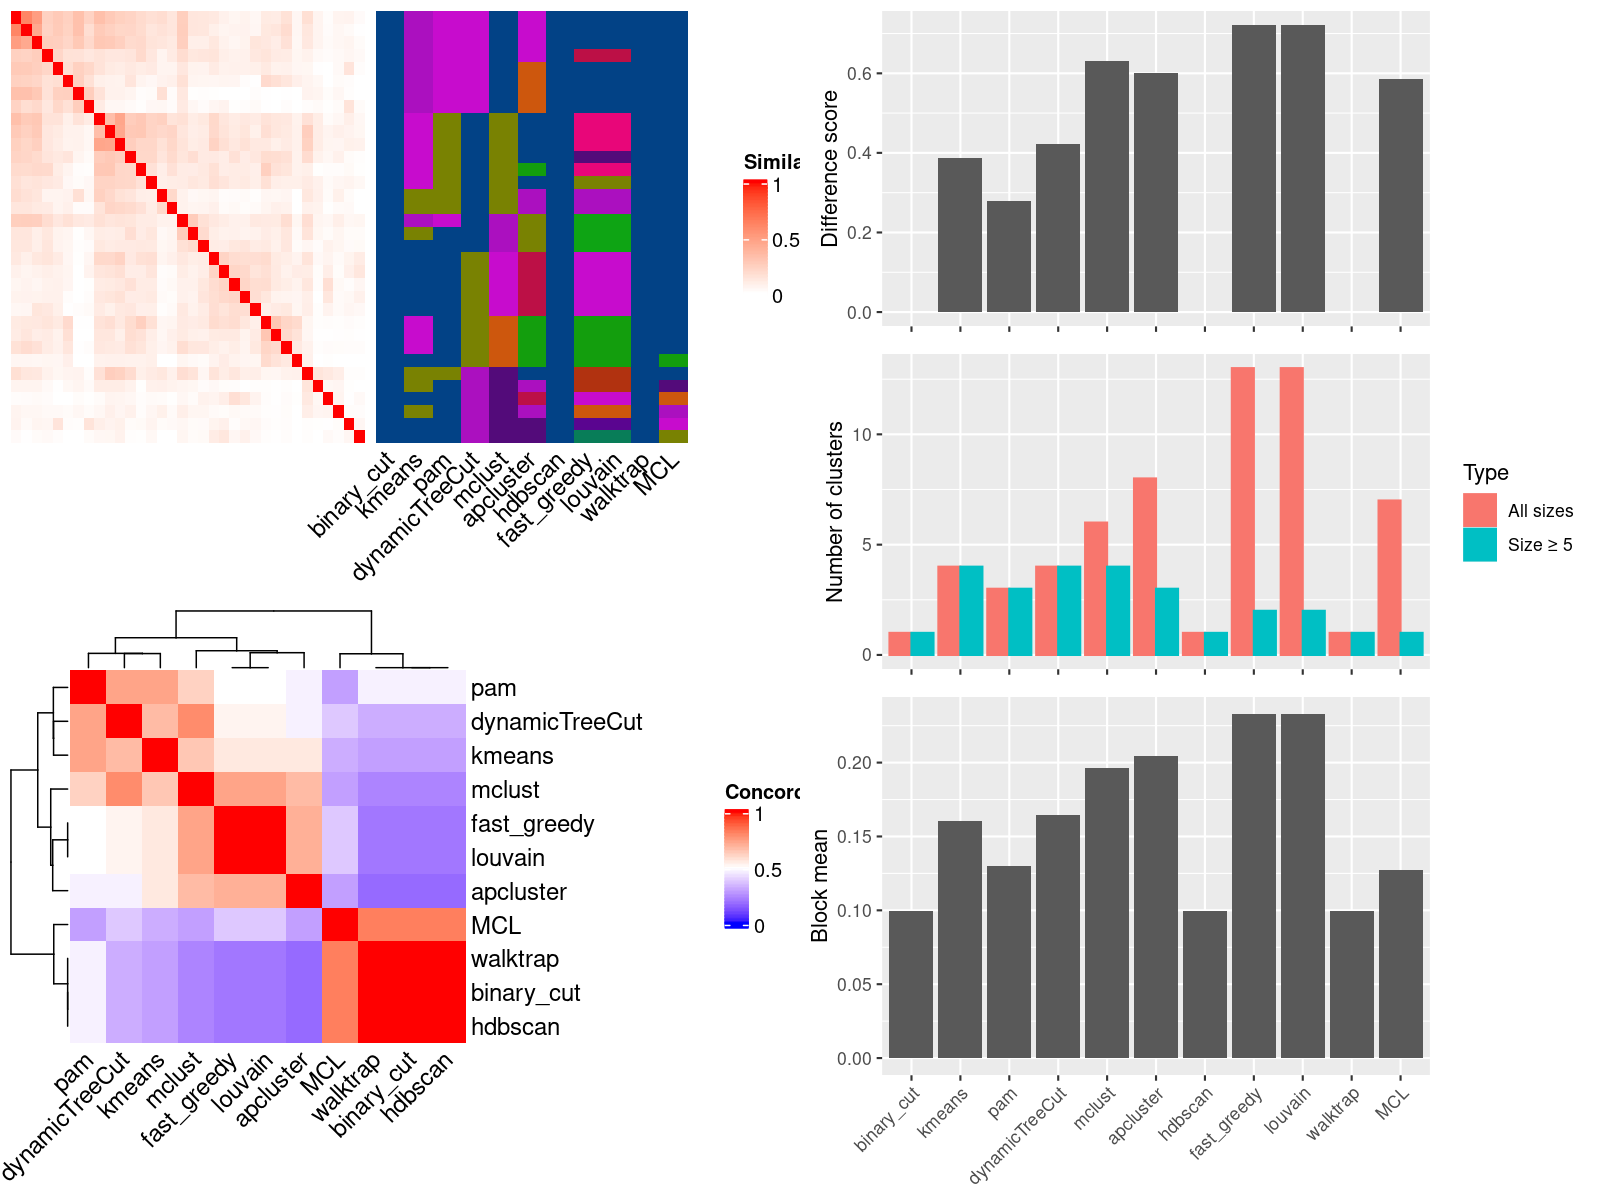 Simila
1
0.5
0
binary_cut
kmeans
pam
dynamicTreeCut
mclust
apcluster
hdbscan
fast_greedy
louvain
walktrap
MCL
pam
dynamicTreeCut
kmeans
mclust
fast_greedy
louvain
apcluster
MCL
walktrap
binary_cut
hdbscan
Concord
1
0.5
0
pam
dynamicTreeCut
kmeans
mclust
fast_greedy
louvain
apcluster
MCL
walktrap
binary_cut
hdbscan
Difference score
0.6
0.4
0.2
0.0
Number of clusters
10
5
0
Type
All sizes
Size ≥ 5
Block mean
0.20
0.15
0.10
0.05
0.00
binary_cut
kmeans
pam
dynamicTreeCut
mclust
apcluster
hdbscan
fast_greedy
louvain
walktrap
MCL